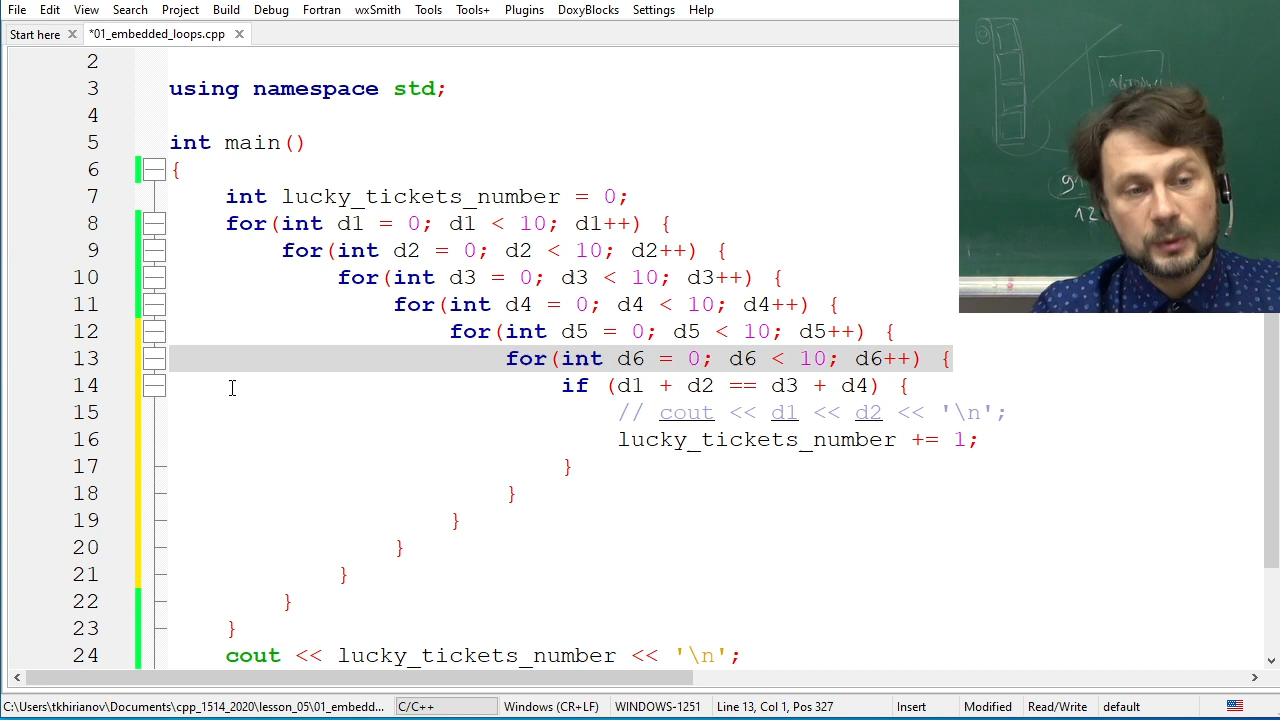 File Edit View Search Project Build Debug Fortran wxSmith Tools Tools+ Plugins DoxyBlocks Settings Help
Start here *01_embedded_loops.cpp
2
3 using namespace std;
4
5 int main()
6 {
7 int lucky_tickets_number = 0;
8 for(int d1 = 0; d1 < 10; d1++) {
9 for(int d2 = 0; d2 < 10; d2++) {
10 for(int d3 = 0; d3 < 10; d3++) {
11 for(int d4 = 0; d4 < 10; d4++) {
12 for(int d5 = 0; d5 < 10; d5++) {
13 for(int d6 = 0; d6 < 10; d6++) {
14 if (d1 + d2 == d3 + d4) {
15 // cout << d1 << d2 << '\n';
16 lucky_tickets_number += 1;
17 }
18 }
19 }
20 }
21 }
22 }
23 }
24 cout << lucky_tickets_number << '\n';
C:\Users\tkhirianov\Documents\cpp_1514_2020\lesson_05\01_embedd... C/C++ Windows (CR+LF) WINDOWS-1251 Line 13, Col 1, Pos 327 Insert Modified Read/Write default